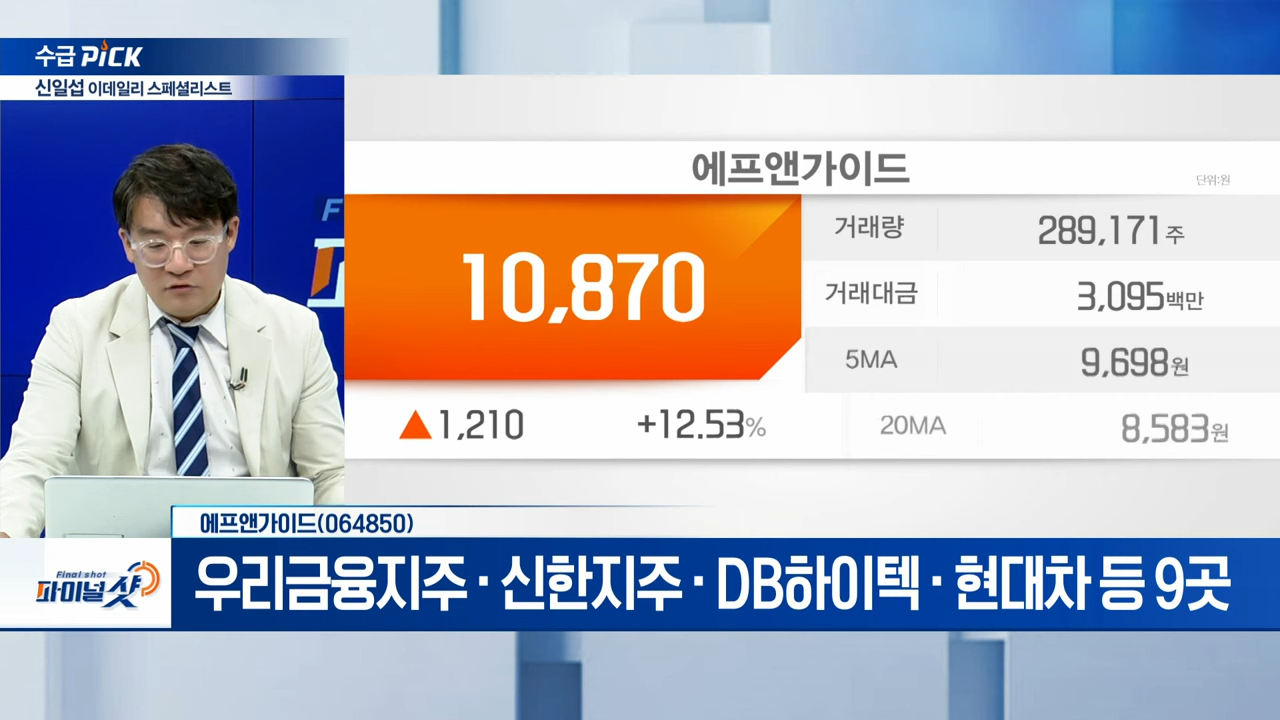 수급 PiCK
신일섭 이데일리 스페셜리스트
에프앤가이드
단위:원
10,870
▲1,210 +12.53%
거래량 289,171주
거래대금 3,095백만
5MA 9,698원
20MA 8,583원
에프앤가이드(064850)
Final shot
파이널샷
우리금융지주·신한지주·DB하이텍·현대차 등 9곳